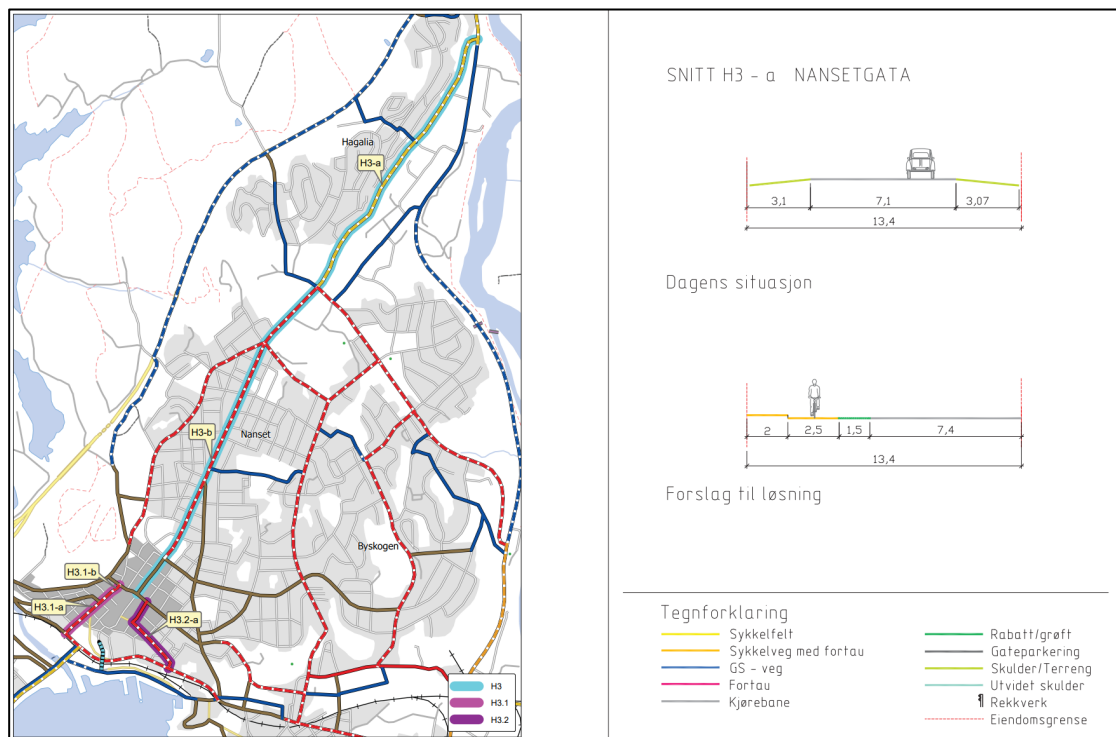 Hagalia
H3-a
H3-b
Nanset
Byskogen
H3.1-b
H3.1-a
H3.2-a
H3
H3.1
H3.2
SNITT H3 - a NANSETGATA
3,1 7,1 3,07
13,4
Dagens situasjon
2 2,5 1,5 7,4
13,4
Forslag til løsning
Tegnforklaring
Sykkelfelt
Sykkelveg med fortau
GS - veg
Fortau
Kjørebane
Rabatt/grøft
Gateparkering
Skulder/Terreng
Utvidet skulder
Rekkverk
Eiendomsgrense